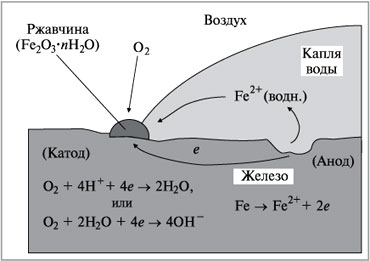 Ржавчина
(Fe₂O₃·nH₂O)
O₂
Воздух
Капля
воды
Fe²⁺(водн.)
(Катод)
e
(Анод)
Железо
O₂ + 4H⁺ + 4e → 2H₂O,
или
O₂ + 2H₂O + 4e → 4OH⁻
Fe → Fe²⁺ + 2e